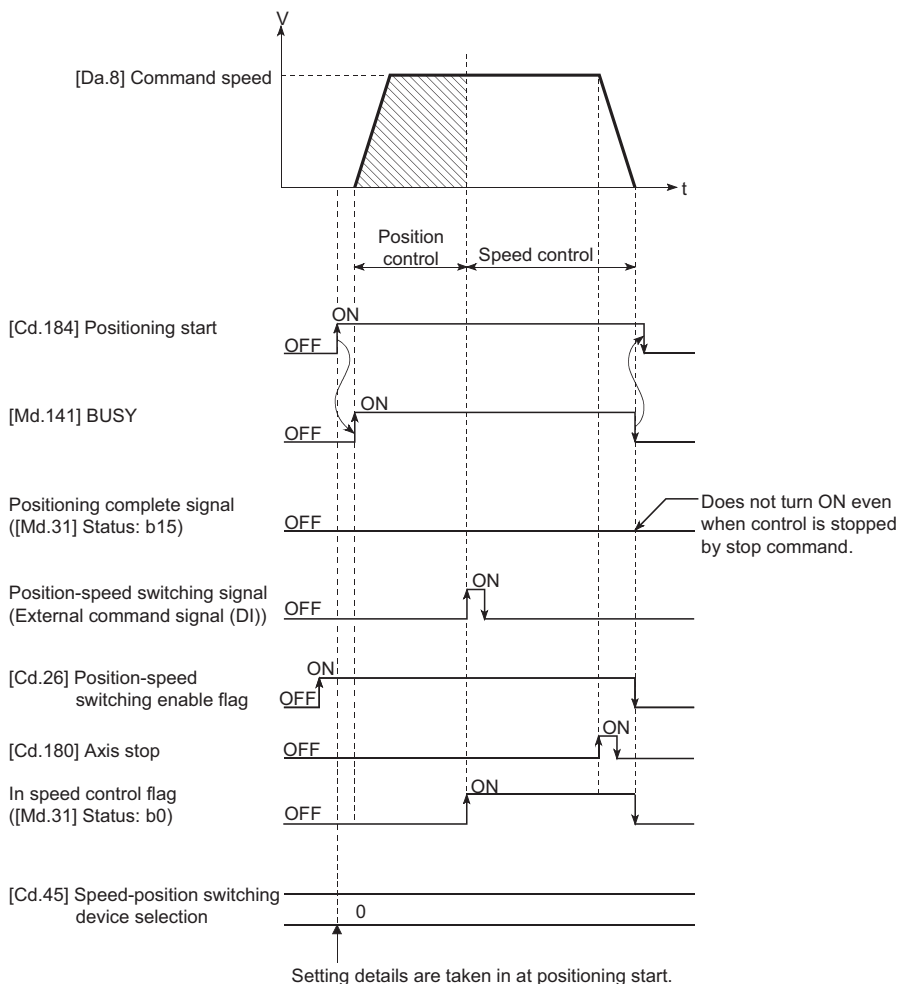 V
[Da.8] Command speed
t
Position
control
Speed control
[Cd.184] Positioning start
ON
OFF
[Md.141] BUSY
ON
OFF
Positioning complete signal
([Md.31] Status: b15)
OFF
Does not turn ON even
when control is stopped
by stop command.
Position-speed switching signal
(External command signal (DI))
ON
OFF
[Cd.26] Position-speed
switching enable flag
ON
OFF
[Cd.180] Axis stop
ON
OFF
In speed control flag
([Md.31] Status: b0)
ON
OFF
[Cd.45] Speed-position switching
device selection
0
Setting details are taken in at positioning start.